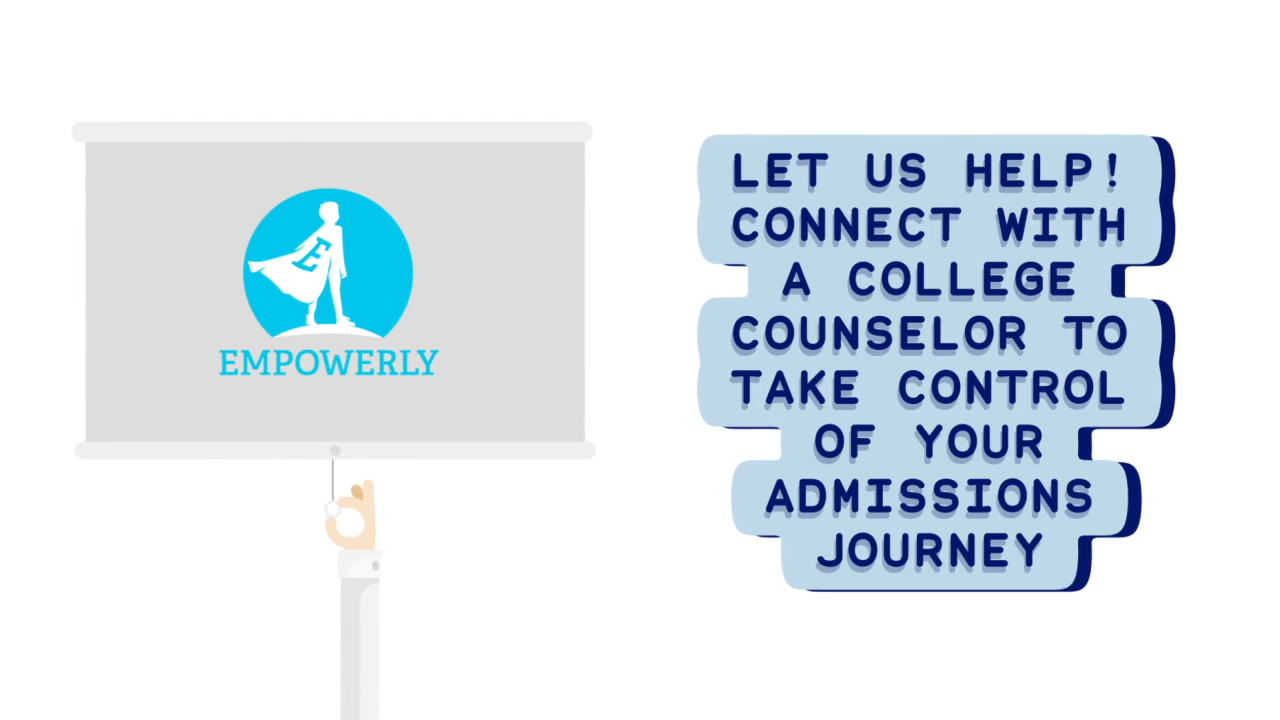 E
EMPOWERLY
LET US HELP!
CONNECT WITH
A COLLEGE
COUNSELOR TO
TAKE CONTROL
OF YOUR
ADMISSIONS
JOURNEY